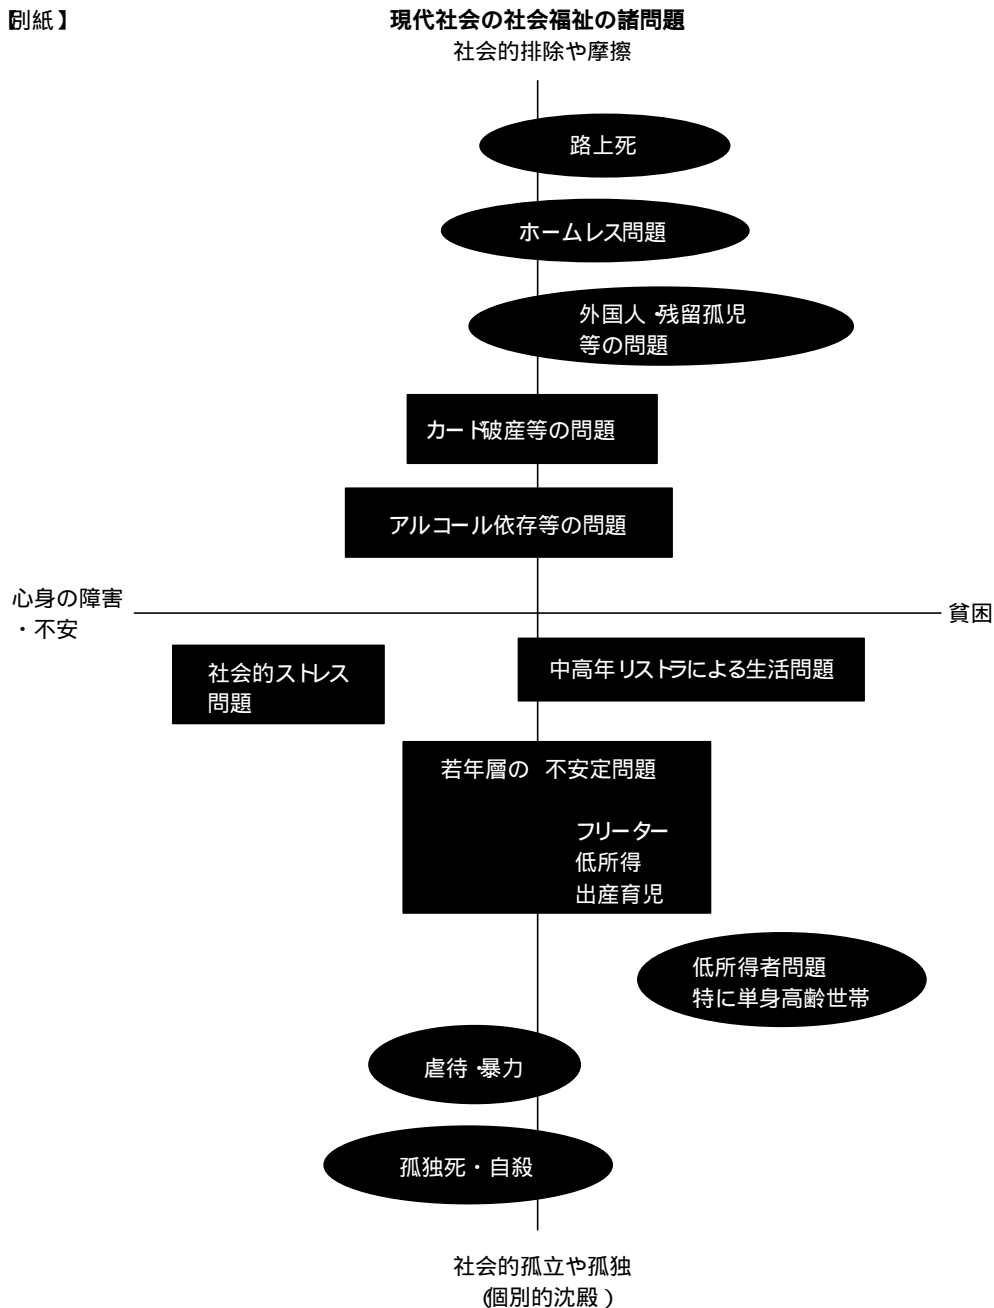 【別紙】
現代社会の社会福祉の諸問題
社会的排除や摩擦
路上死
ホームレス問題
外国人・残留孤児
等の問題
カード破産等の問題
アルコール依存等の問題
心身の障害
・不安
貧困
社会的ストレス
問題
中高年リストラによる生活問題
若年層の 不安定問題
フリーター
低所得
出産育児
低所得者問題
特に単身高齢世帯
虐待・暴力
孤独死・自殺
社会的孤立や孤独
(個別的沈殿)